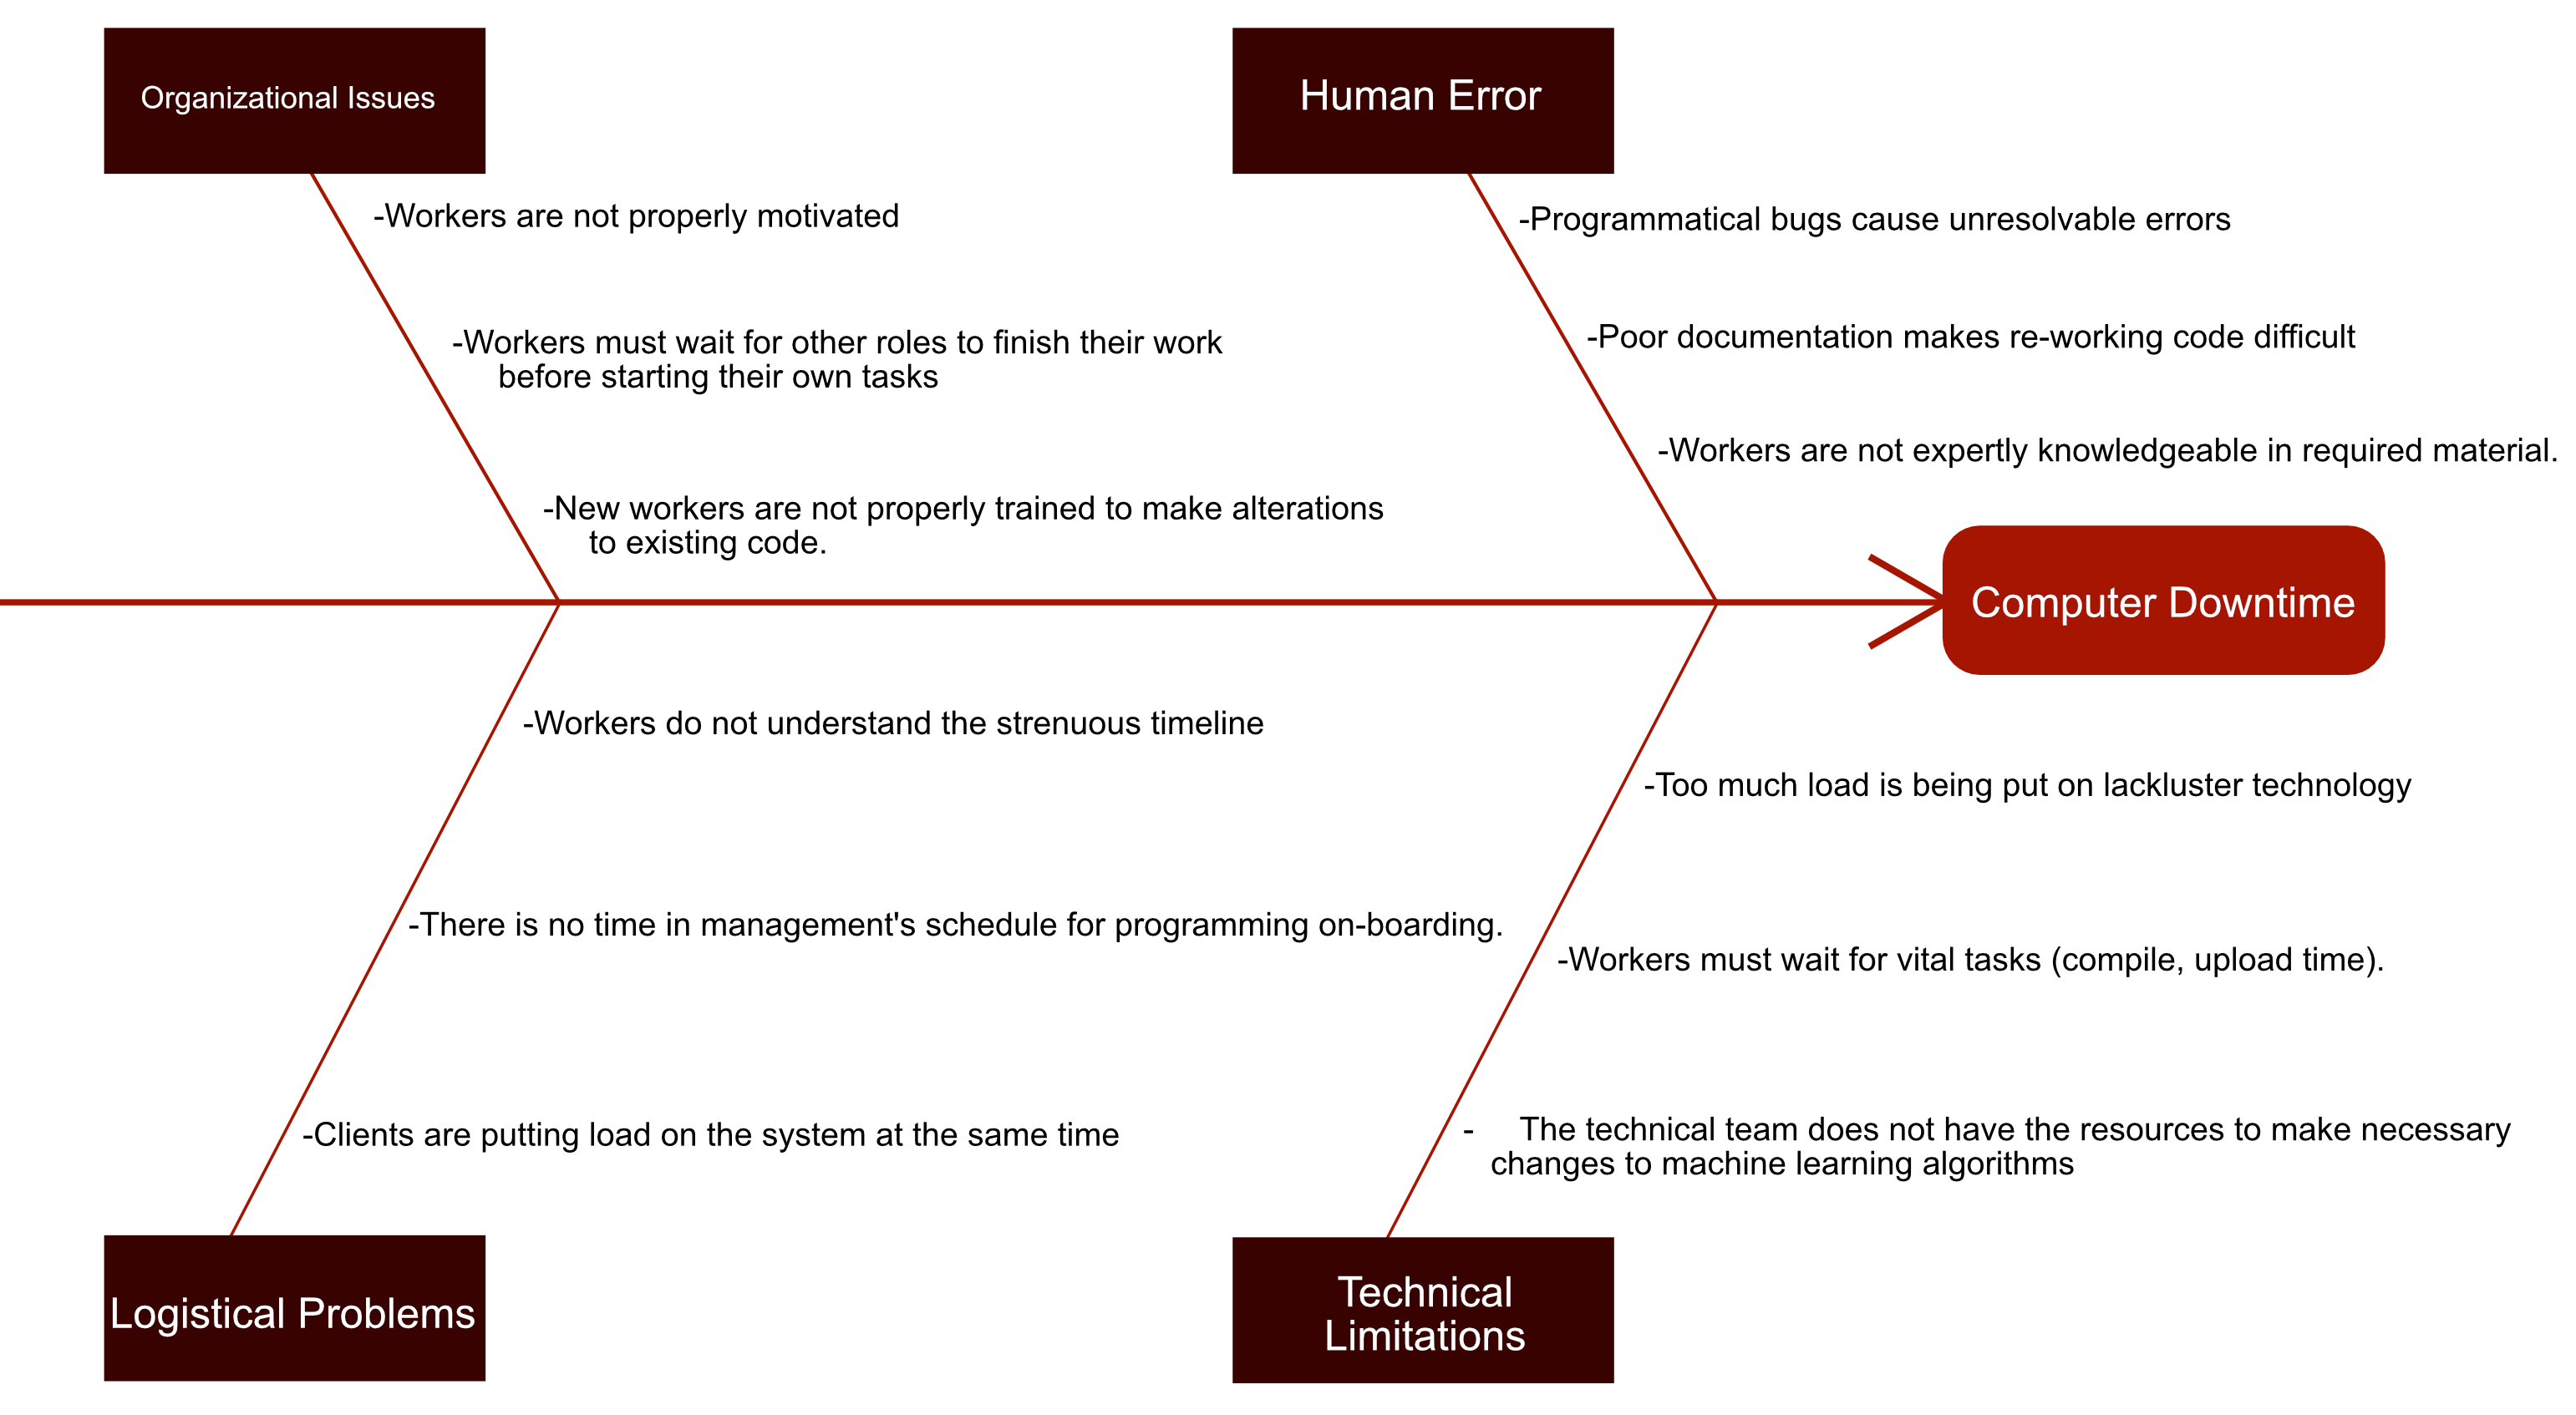 Organizational Issues
Human Error
-Workers are not properly motivated
-Workers must wait for other roles to finish their work
before starting their own tasks
-New workers are not properly trained to make alterations
to existing code.
-Programmatical bugs cause unresolvable errors
-Poor documentation makes re-working code difficult
-Workers are not expertly knowledgeable in required material.
Computer Downtime
-Workers do not understand the strenuous timeline
-There is no time in management's schedule for programming on-boarding.
-Clients are putting load on the system at the same time
-Too much load is being put on lackluster technology
-Workers must wait for vital tasks (compile, upload time).
- The technical team does not have the resources to make necessary
changes to machine learning algorithms
Logistical Problems
Technical
Limitations